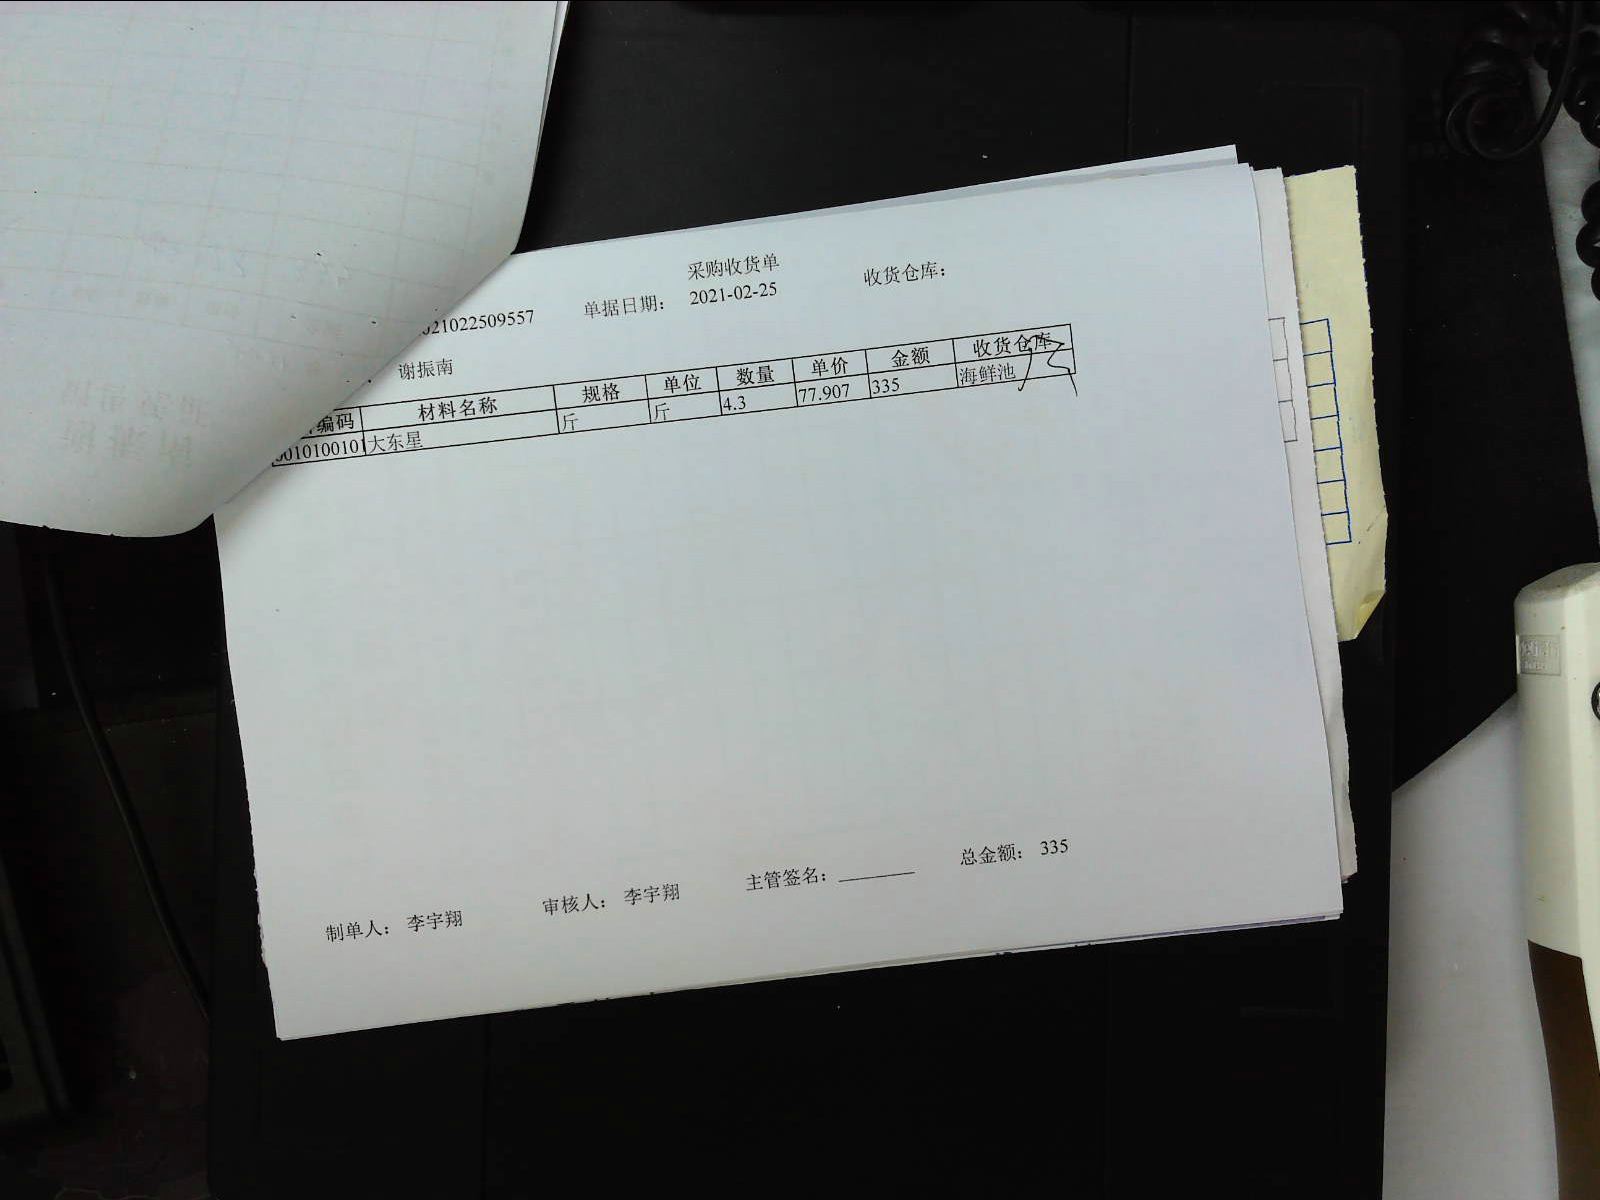 采购收货单
021022509557 单据日期： 2021-02-25 收货仓库：
谢振南
编码 材料名称 规格 单位 数量 单价 金额 收货仓库
0010100101 大东星 斤 斤 4.3 77.907 335 海鲜池
制单人： 李宇翔 审核人： 李宇翔 主管签名： 总金额： 335